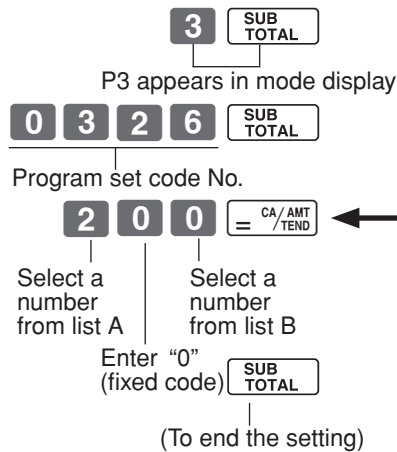 3 SUB TOTAL
P3 appears in mode display
0 3 2 6 SUB TOTAL
Program set code No.
2 0 0 = CA/AMT/TEND
Select a number from list A
Select a number from list B
Enter “0” (fixed code)
SUB TOTAL
(To end the setting)